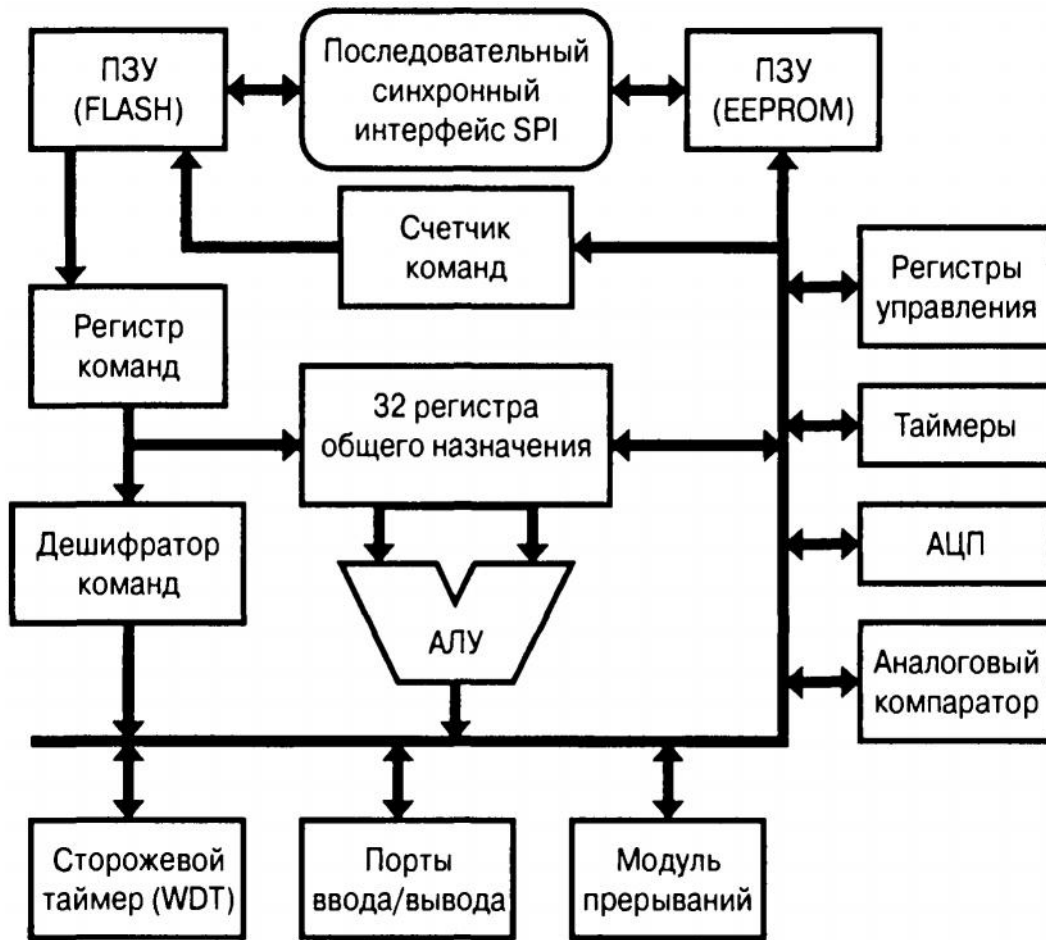 ПЗУ
(FLASH)
Последовательный
синхронный
интерфейс SPI
ПЗУ
(EEPROM)
Счетчик
команд
Регистры
управления
Регистр
команд
32 регистра
общего назначения
Таймеры
Дешифратор
команд
АЦП
АЛУ
Аналоговый
компаратор
Сторожевой
таймер (WDT)
Порты
ввода/вывода
Модуль
прерываний